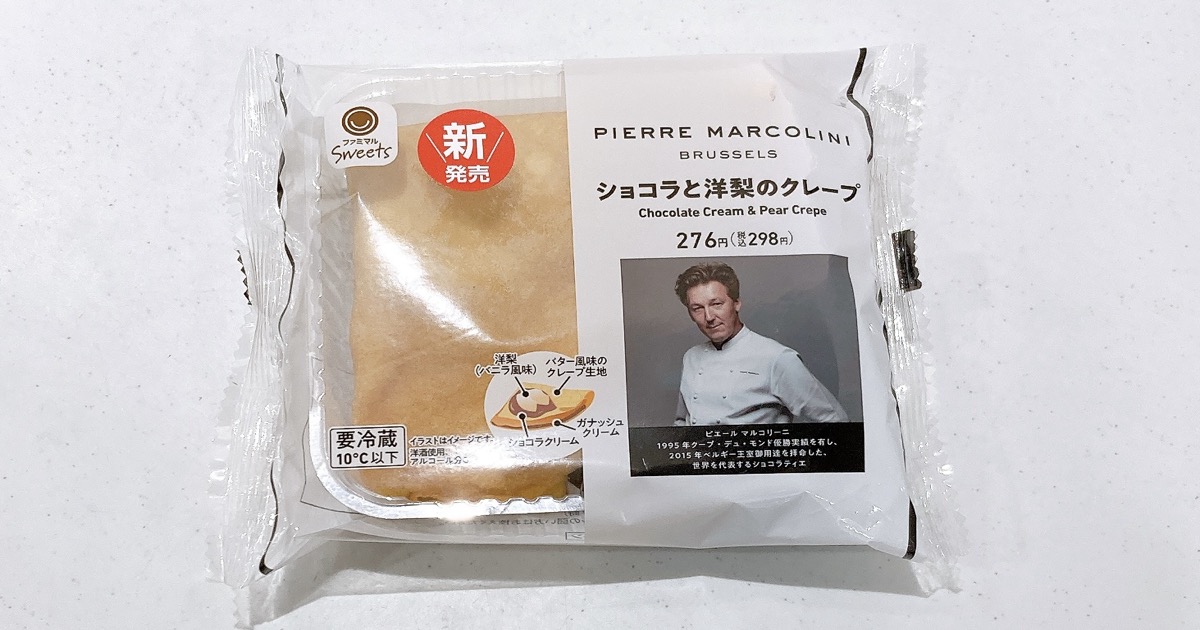 ファミマル
Sweets
新
発売
PIERRE MARCOLINI
BRUSSELS
ショコラと洋梨のクレープ
Chocolate Cream & Pear Crepe
276円(税込298円)
洋梨
(バニラ風味)
バター風味の
クレープ生地
ガナッシュ
クリーム
ショコラクリーム
要冷蔵
10℃以下
イラストはイメージです。
洋酒使用
アルコール分
ピエール マルコリーニ
1995年クープ・デュ・モンド優勝実績を有し、
2015年ベルギー王室御用達を拝命した、
世界を代表するショコラティエ